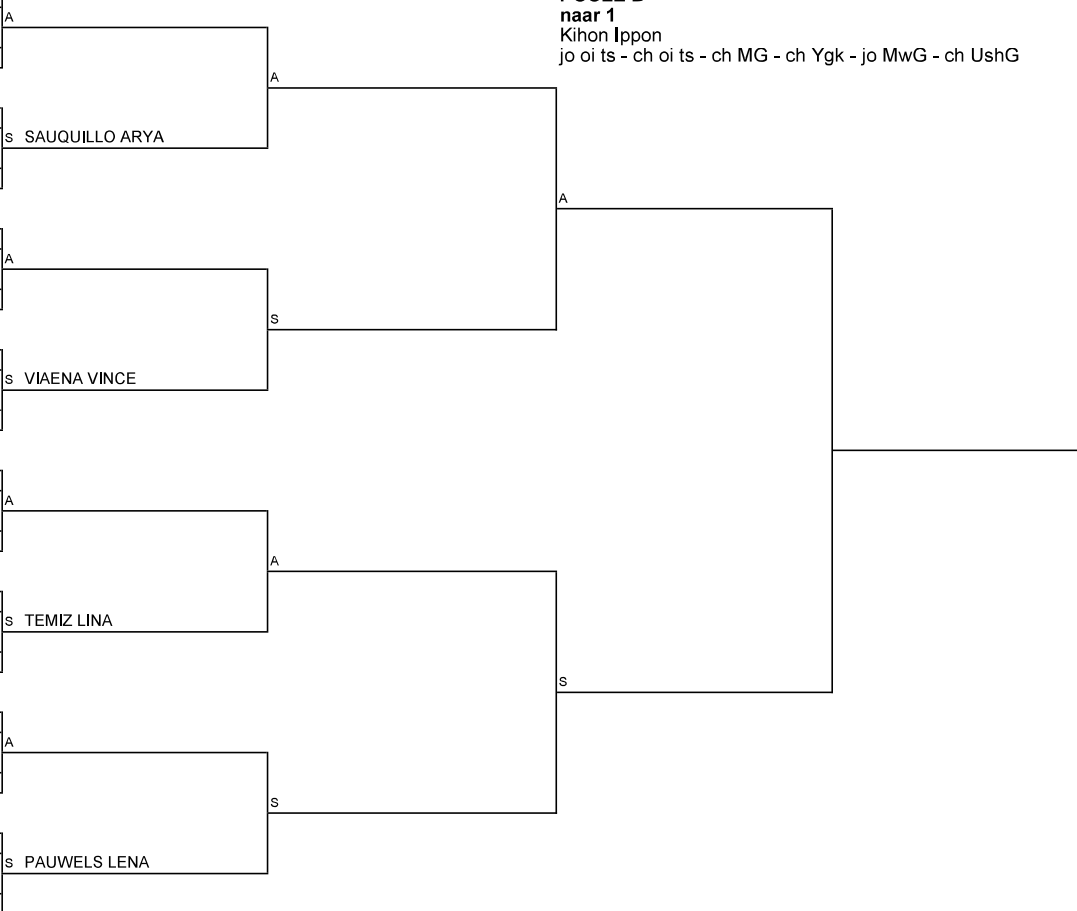 A
naar 1
Kihon Ippon
jo oi ts - ch oi ts - ch MG - ch Ygk - jo MwG - ch UshG
A
S SAUQUILLO ARYA
A
A
S
S VIAENA VINCE
A
A
S TEMIZ LINA
S
A
S
S PAUWELS LENA